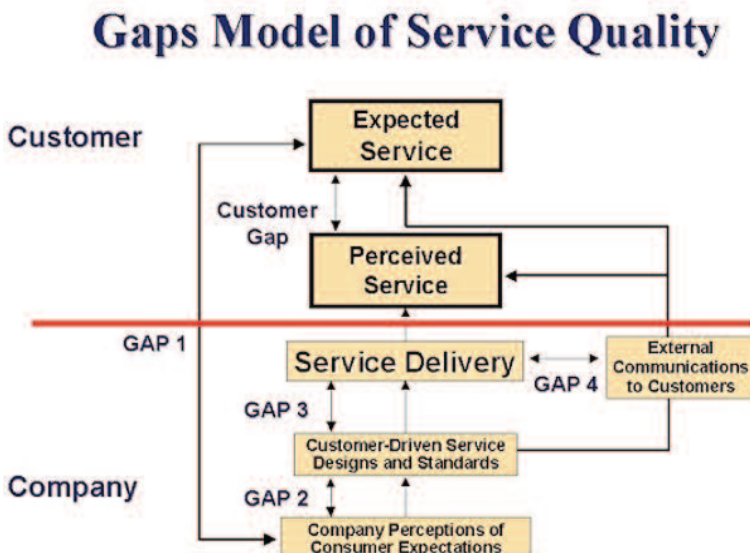 Gaps Model of Service Quality
Customer
Expected
Service
Customer
Gap
Perceived
Service
GAP 1
Service Delivery
GAP 4
External
Communications
to Customers
GAP 3
Customer-Driven Service
Designs and Standards
Company
GAP 2
Company Perceptions of
Consumer Expectations